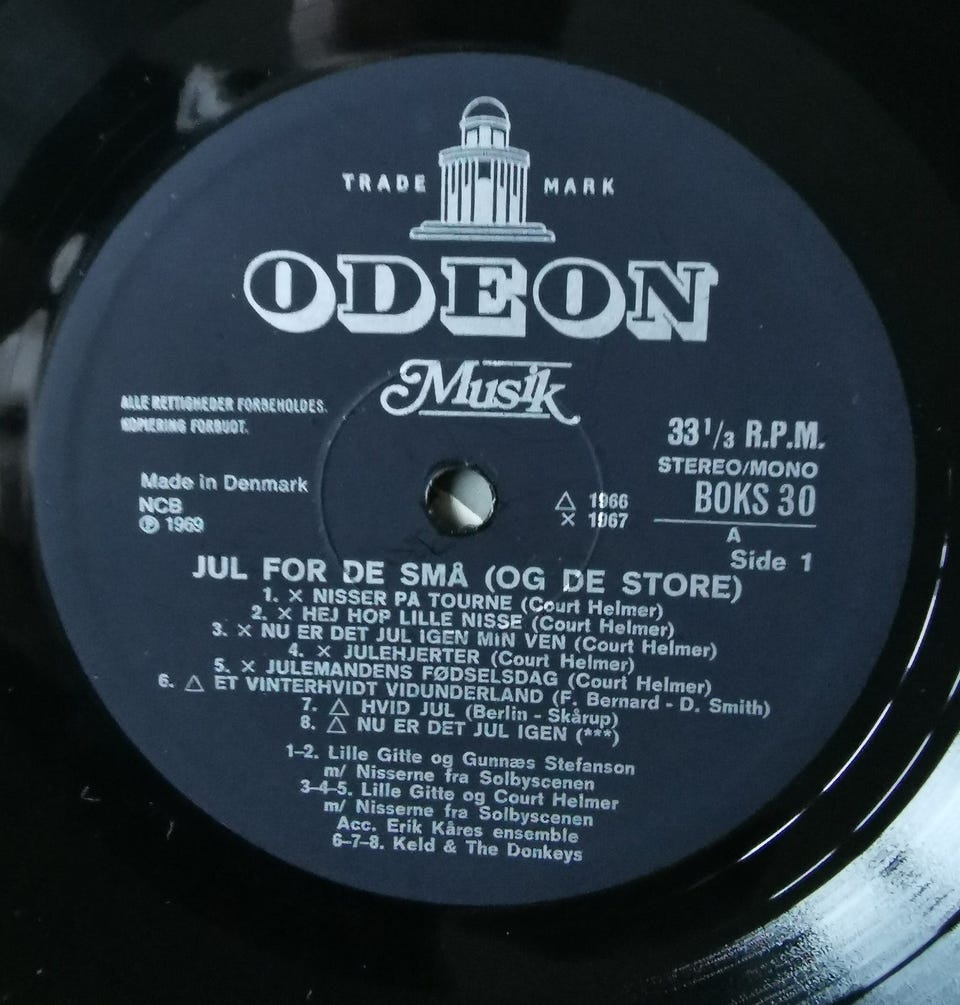 TRADE MARK
ODEON
Musik
ALLE RETTIGHEDER FORBEHOLDES.
KOPIERING FORBUDT.
33 1/3 R.P.M.
STEREO/MONO
BOKS 30
A
Side 1
Made in Denmark
NCB
℗ 1969
△ 1966
× 1967
JUL FOR DE SMÅ (OG DE STORE)
1. × NISSER PÅ TOURNE (Court Helmer)
2. × HEJ HOP LILLE NISSE (Court Helmer)
3. × NU ER DET JUL IGEN MIN VEN (Court Helmer)
4. × JULEHJERTER (Court Helmer)
5. × JULEMANDENS FØDSELSDAG (Court Helmer)
6. △ ET VINTERHVIDT VIDUNDERLAND (F. Bernard - D. Smith)
7. △ HVID JUL (Berlin - Skårup)
8. △ NU ER DET JUL IGEN (***)
1-2. Lille Gitte og Gunnæs Stefanson
m/ Nisserne fra Solbyscenen
3-4-5. Lille Gitte og Court Helmer
m/ Nisserne fra Solbyscenen
Acc. Erik Kåres ensemble
6-7-8. Keld & The Donkeys